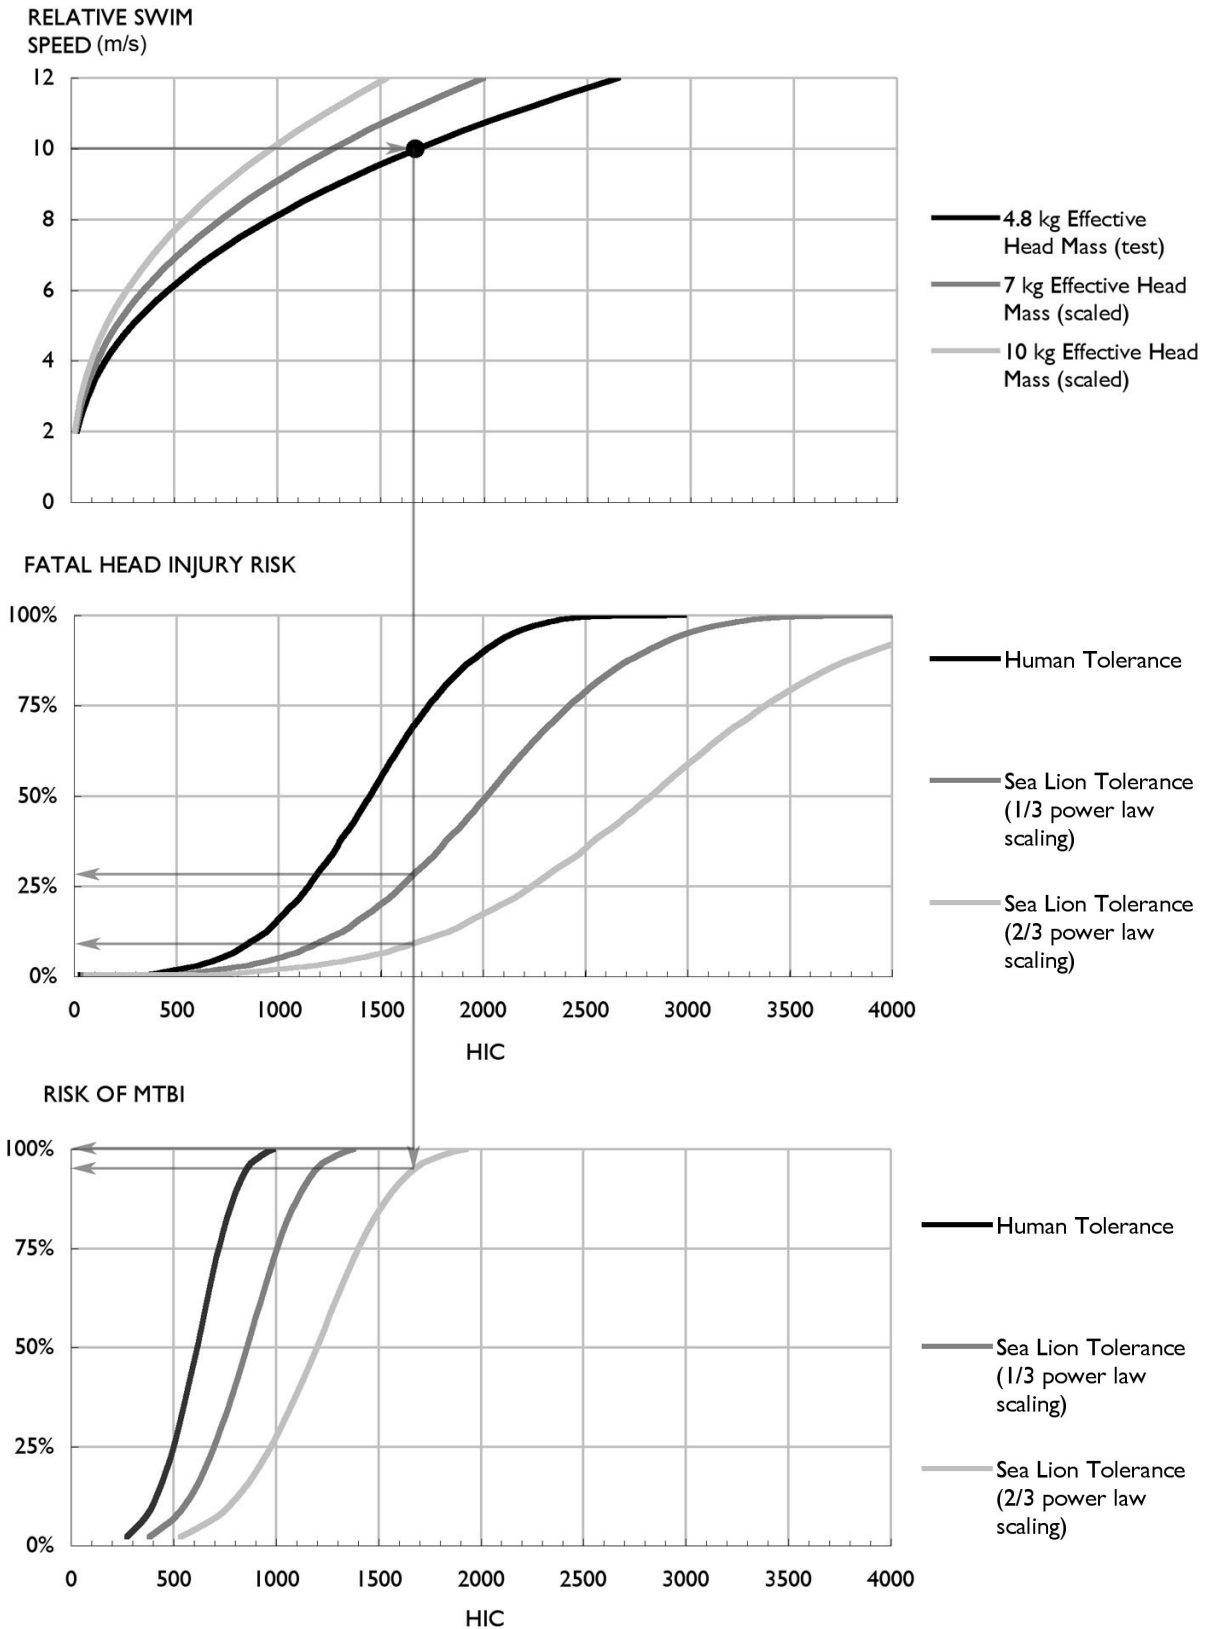 RELATIVE SWIM
SPEED (m/s)
12
10
8
6
4
2
0
4.8 kg Effective
Head Mass (test)
7 kg Effective Head
Mass (scaled)
10 kg Effective Head
Mass (scaled)
FATAL HEAD INJURY RISK
100%
75%
50%
25%
0%
0 500 1000 1500 2000 2500 3000 3500 4000
HIC
Human Tolerance
Sea Lion Tolerance
(1/3 power law
scaling)
Sea Lion Tolerance
(2/3 power law
scaling)
RISK OF MTBI
100%
75%
50%
25%
0%
0 500 1000 1500 2000 2500 3000 3500 4000
HIC
Human Tolerance
Sea Lion Tolerance
(1/3 power law
scaling)
Sea Lion Tolerance
(2/3 power law
scaling)